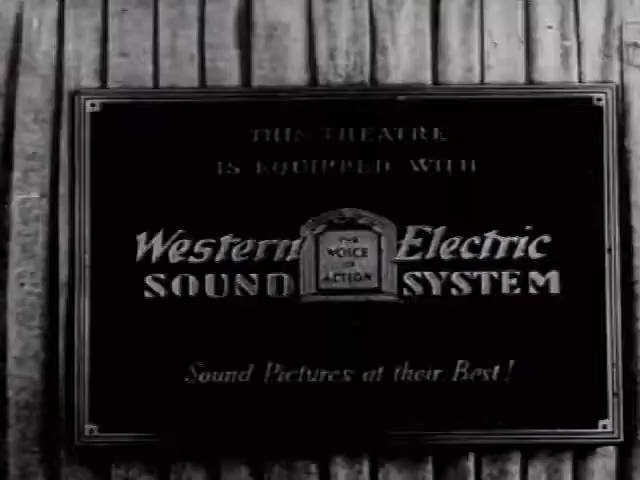 THIS THEATRE
IS EQUIPPED WITH
Western Electric
THE
VOICE
OF
ACTION
SOUND SYSTEM
Sound Pictures at their Best!